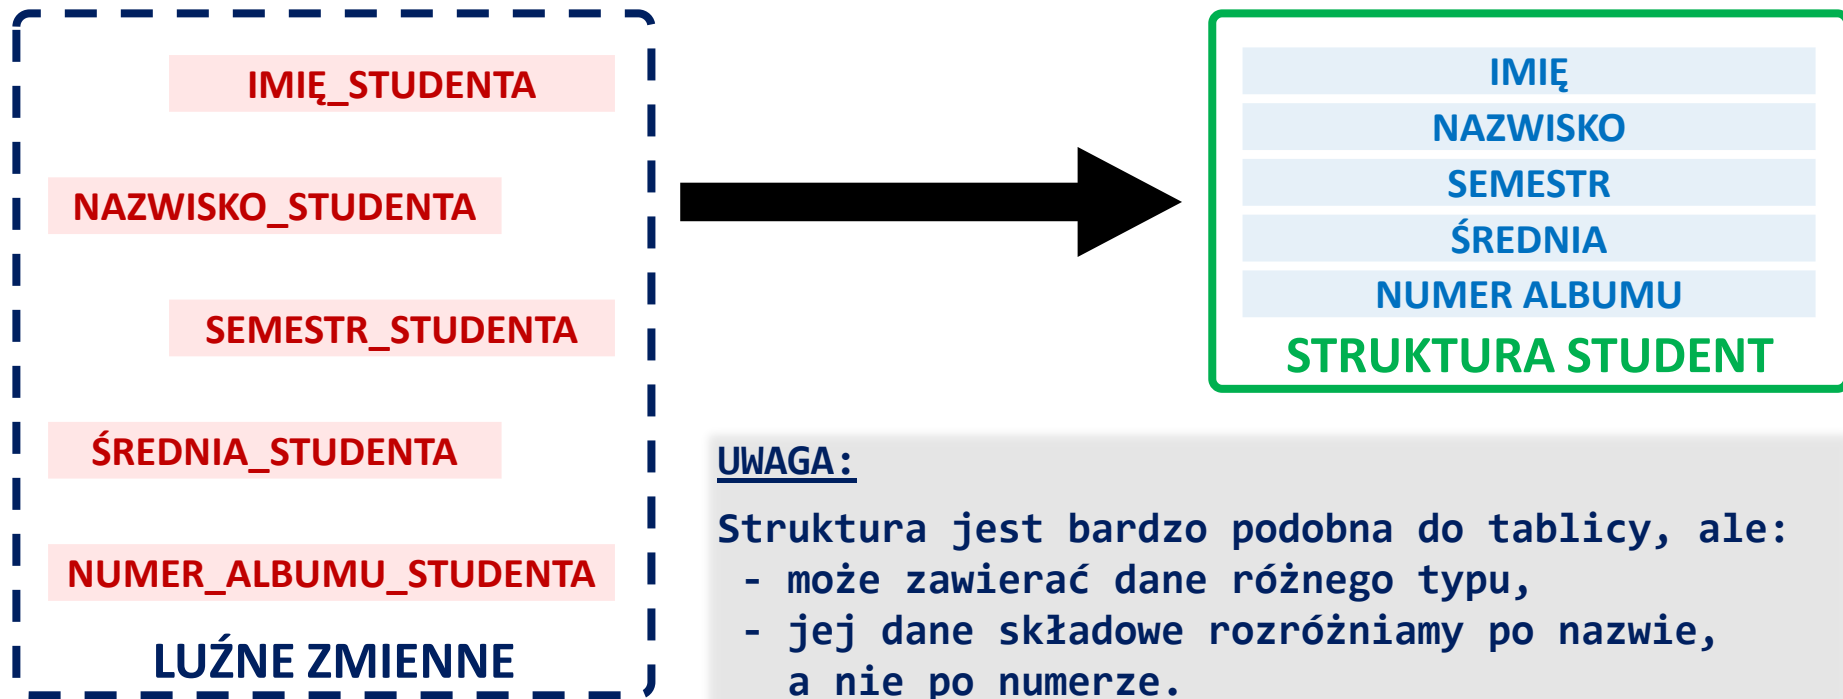 IMIĘ_STUDENTA
NAZWISKO_STUDENTA
SEMESTR_STUDENTA
ŚREDNIA_STUDENTA
NUMER_ALBUMU_STUDENTA
LUŹNE ZMIENNE
IMIĘ
NAZWISKO
SEMESTR
ŚREDNIA
NUMER ALBUMU
STRUKTURA STUDENT
UWAGA:
Struktura jest bardzo podobna do tablicy, ale:
- może zawierać dane różnego typu,
- jej dane składowe rozróżniamy po nazwie,
a nie po numerze.